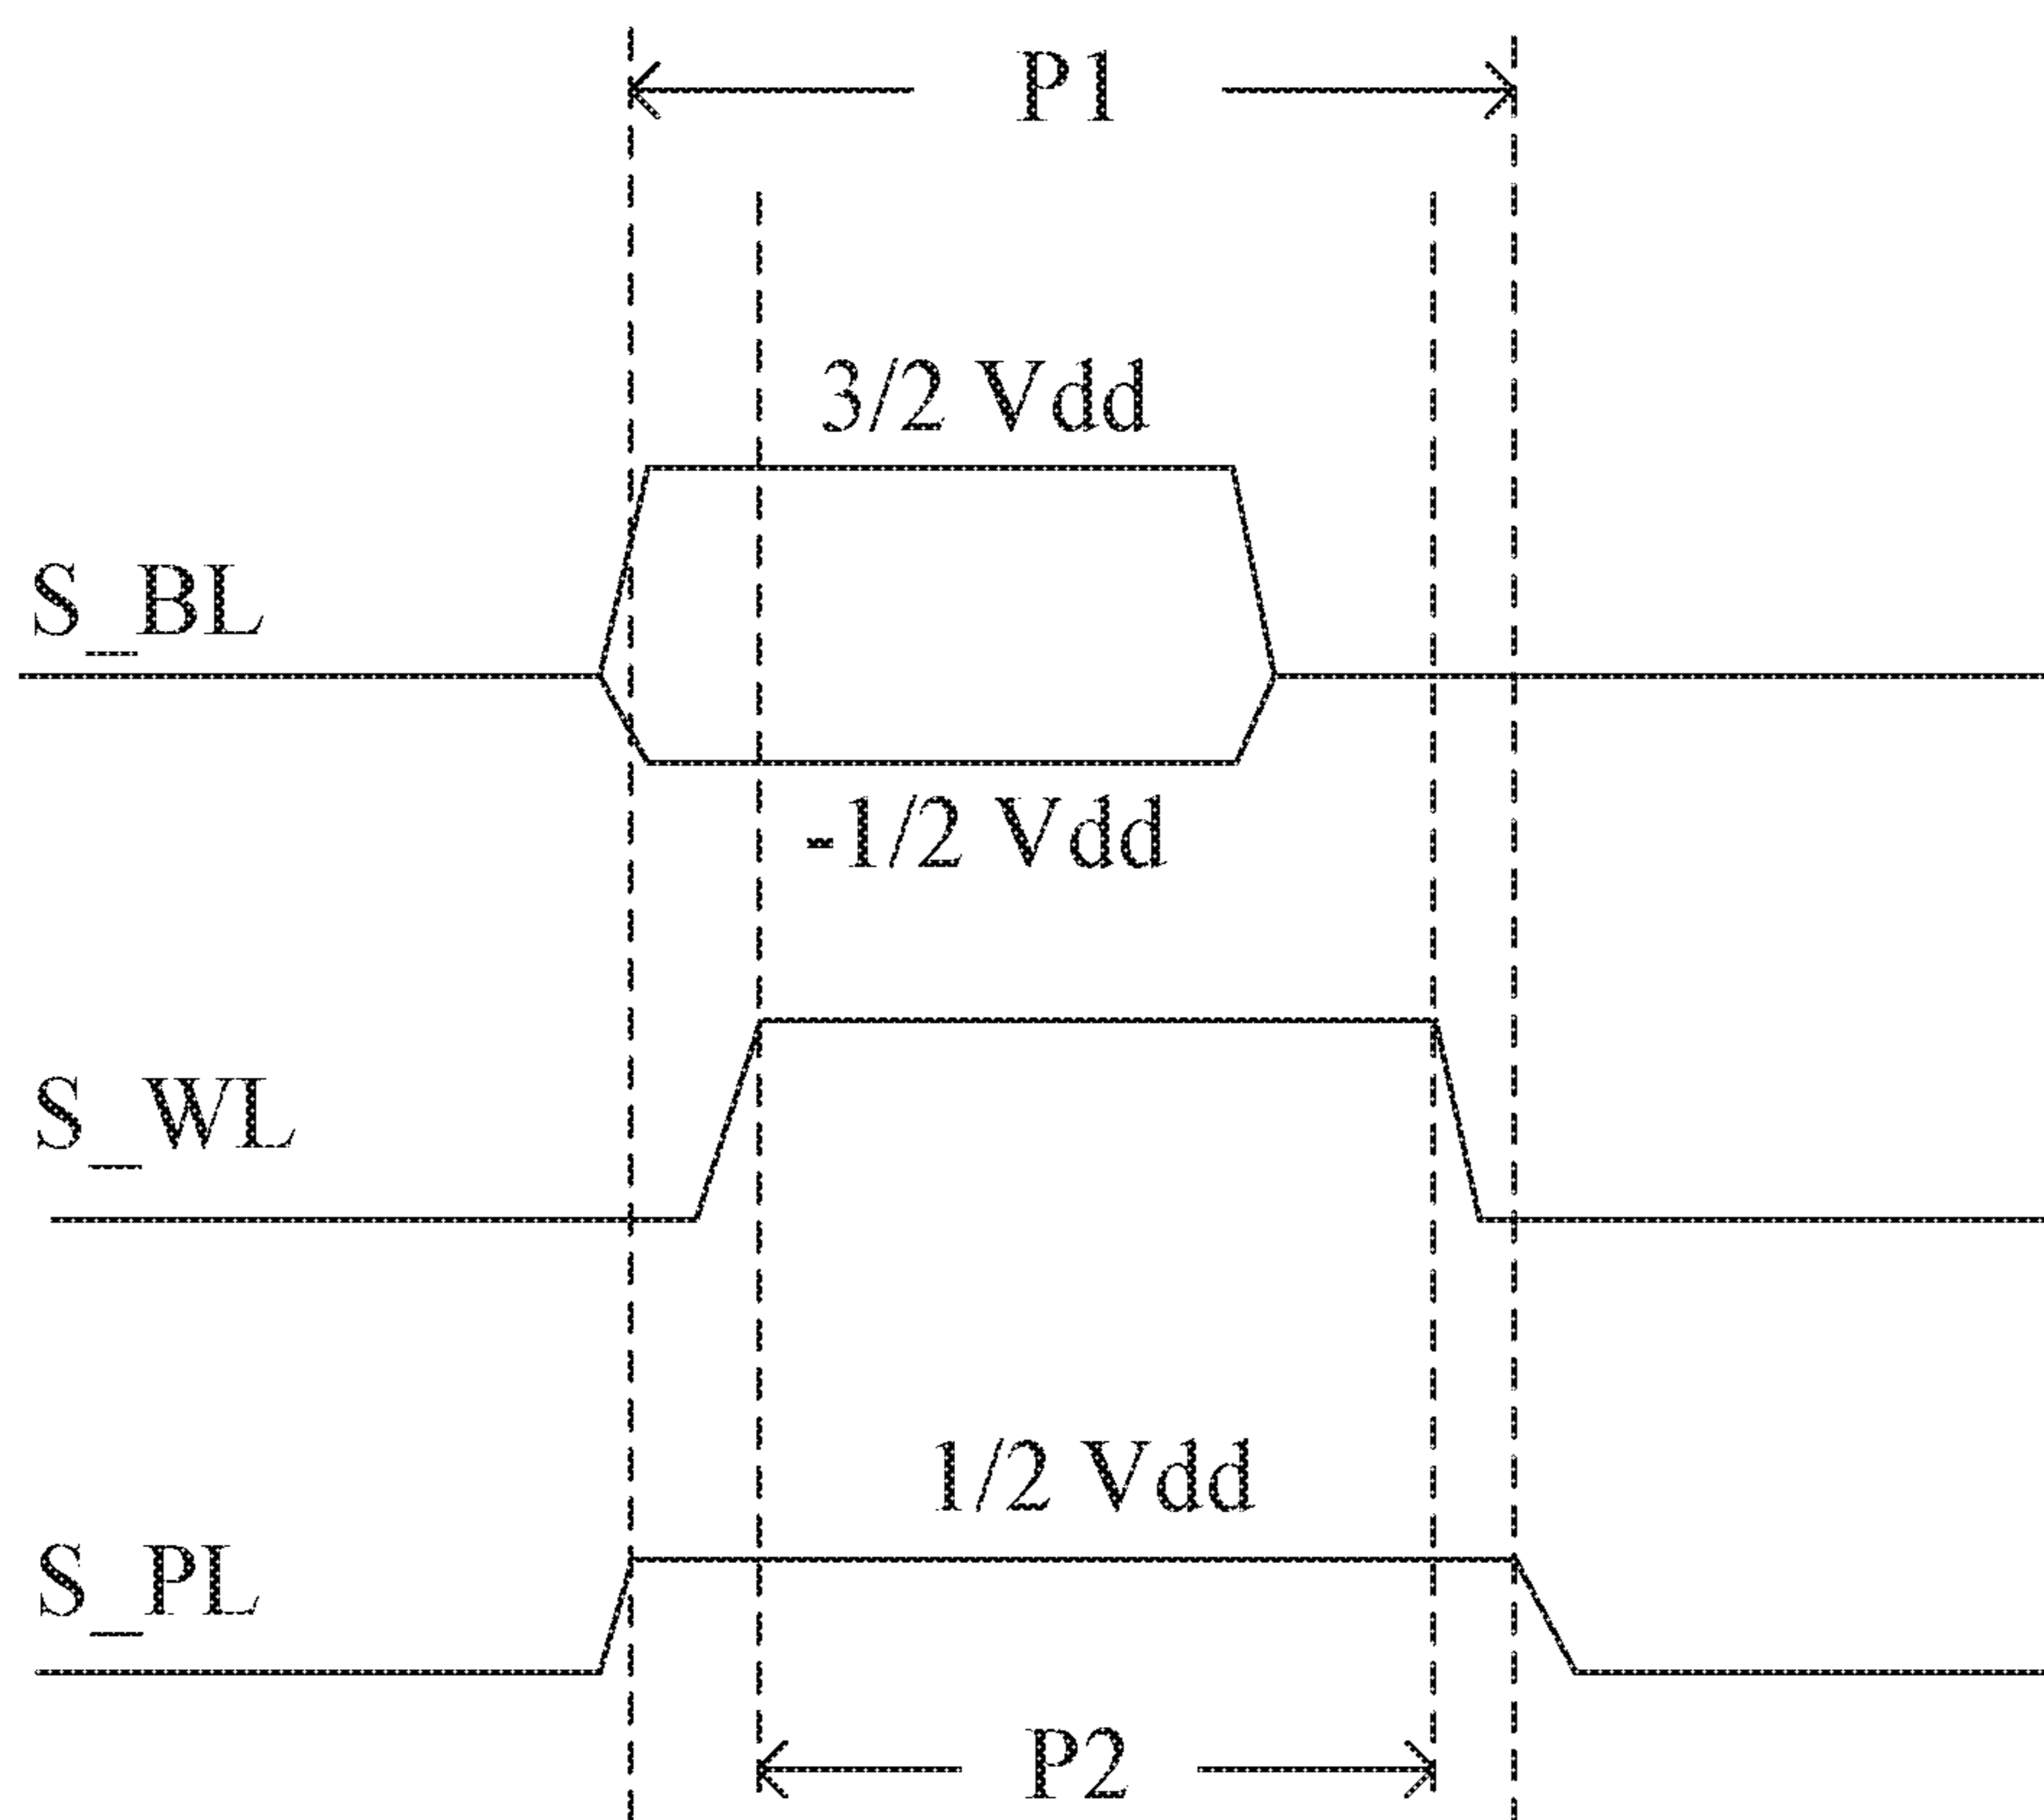 P1
3/2 Vdd
S_BL
-1/2 Vdd
S_WL
1/2 Vdd
S_PL
P2